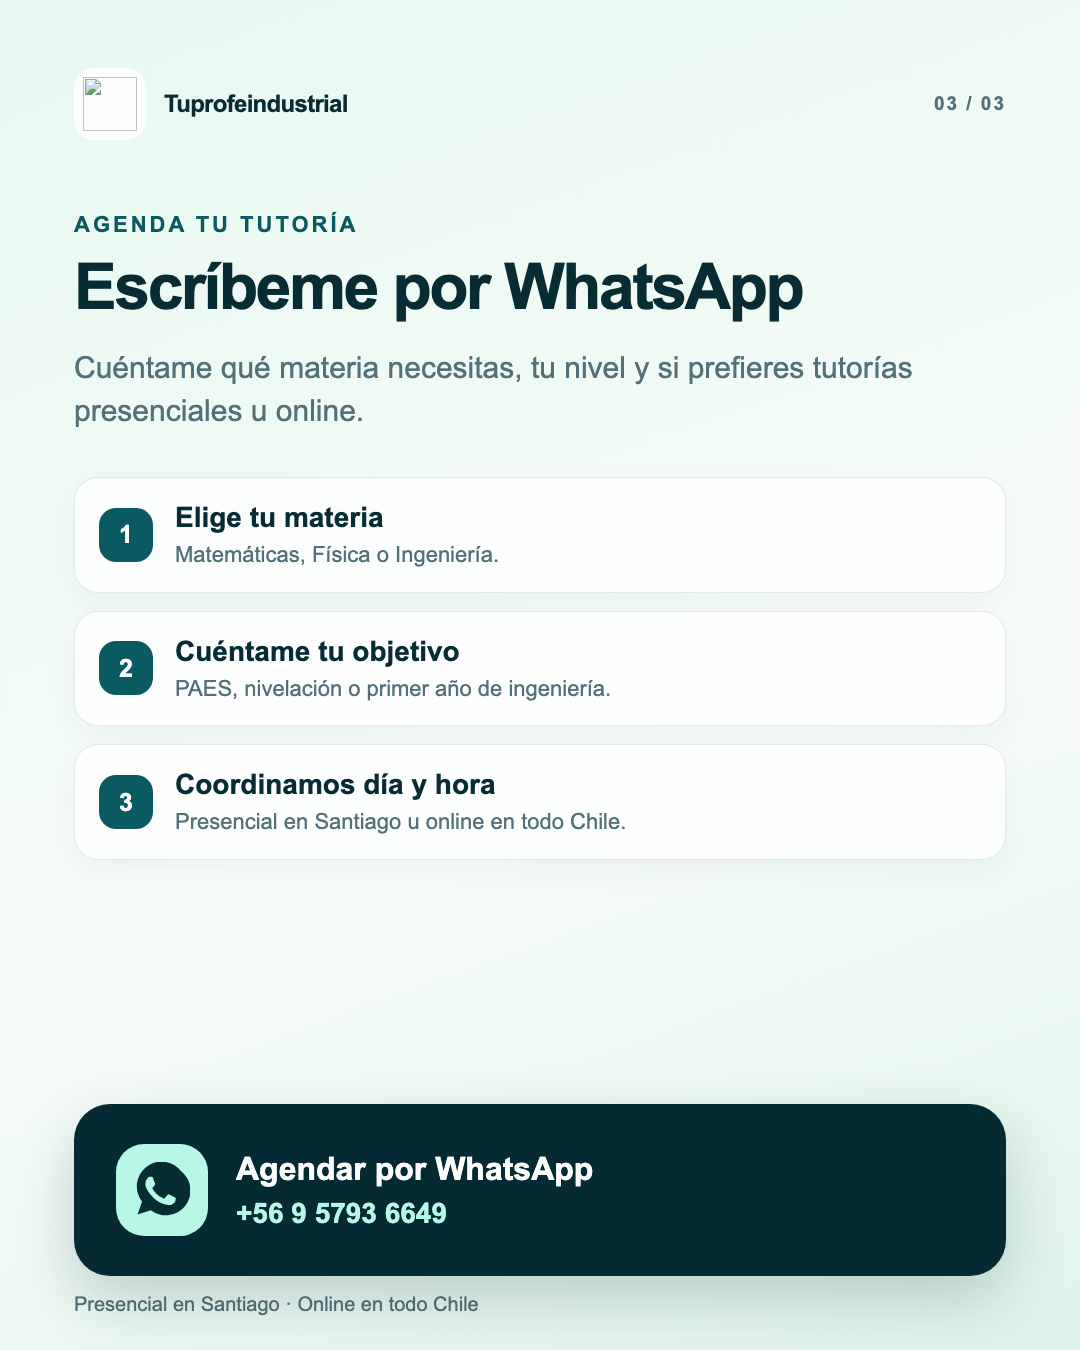 Tuprofeindustrial
03 / 03
AGENDA TU TUTORÍA
Escríbeme por WhatsApp
Cuéntame qué materia necesitas, tu nivel y si prefieres tutorías
presenciales u online.
1
Elige tu materia
Matemáticas, Física o Ingeniería.
2
Cuéntame tu objetivo
PAES, nivelación o primer año de ingeniería.
3
Coordinamos día y hora
Presencial en Santiago u online en todo Chile.
Agendar por WhatsApp
+56 9 5793 6649
Presencial en Santiago · Online en todo Chile